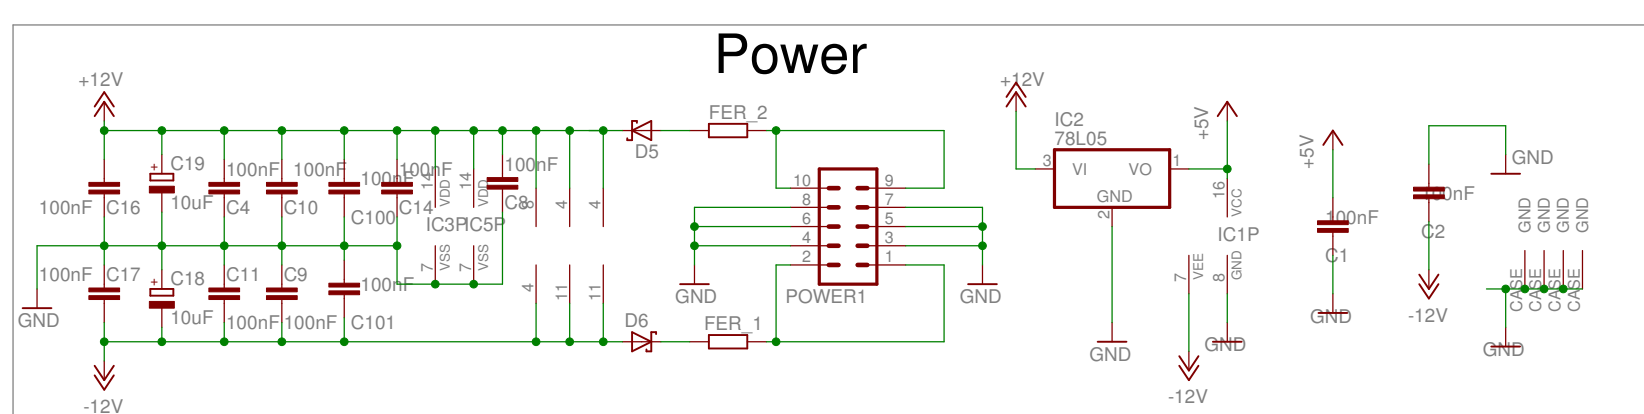 Power
+12V
+12V
FER_2
IC2
78L05
+5V
+5V
D5
C19
100nF
100nF
100nF
100nF
14
VDD
14
VDD
100nF
10
9
3
VI
VO
1
GND
100nF
C16
10uF
C4
C10
C100
C14
C8
8
4
4
8
7
16
VCC
100nF
100nF
GND
2
GND
GND
GND
GND
IC3P
IC5P
6
5
IC1P
C1
C2
4
3
100nF
C17
C18
C11
C9
100nF
7
VSS
7
VSS
4
11
11
2
1
7
VEE
8
GND
CASE
CASE
CASE
CASE
GND
POWER1
GND
GND
10uF
100nF
100nF
C101
D6
FER_1
GND
-12V
GND
GND
GND
-12V
-12V